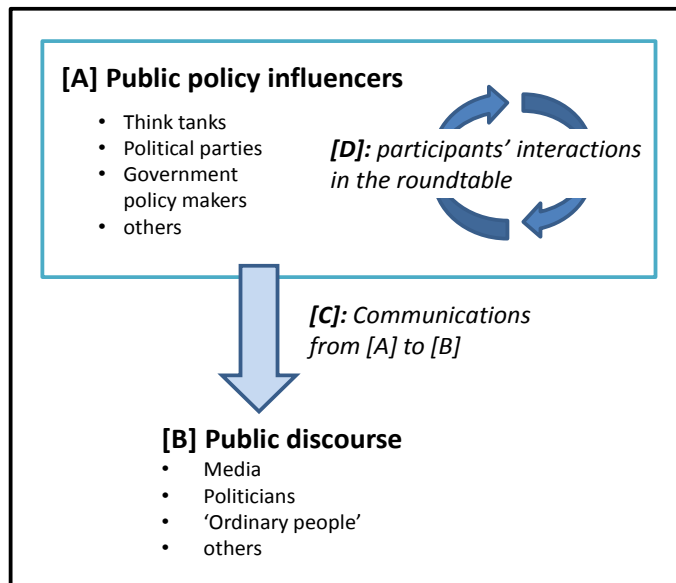 [A] Public policy influencers
• Think tanks
• Political parties
• Government
policy makers
• others
[D]: participants’ interactions
in the roundtable
[C]: Communications
from [A] to [B]
[B] Public discourse
• Media
• Politicians
• ‘Ordinary people’
• others